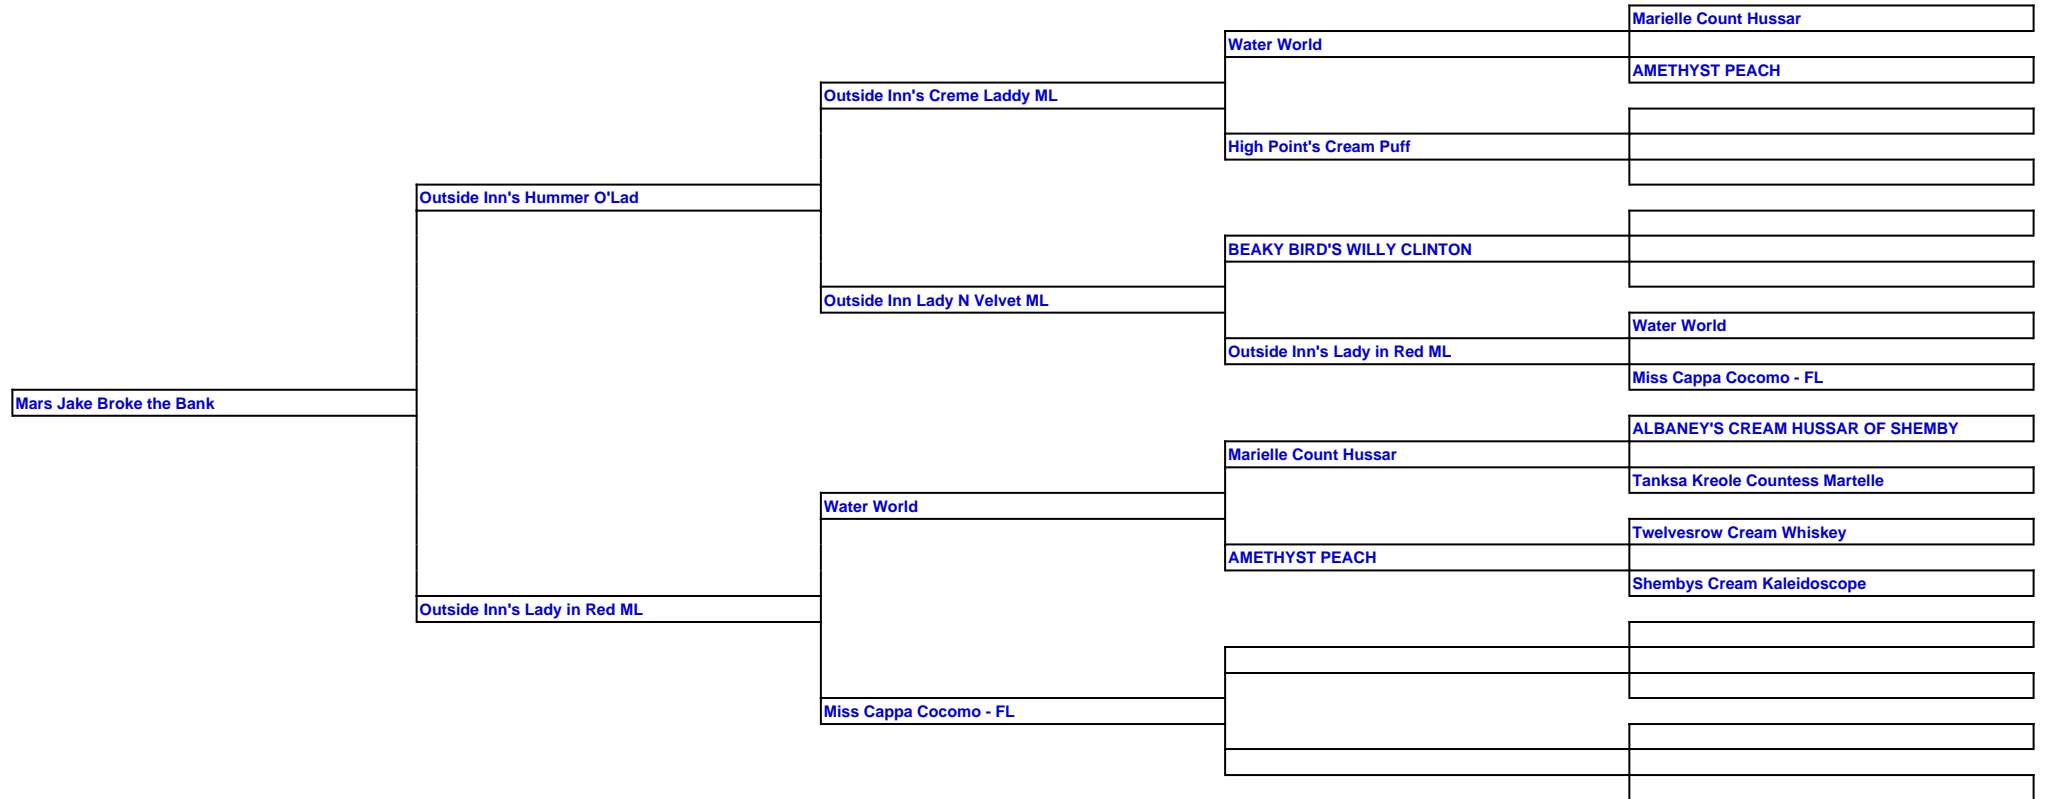 Marielle Count Hussar
Water World
AMETHYST PEACH
Outside Inn's Creme Laddy ML
High Point's Cream Puff
Outside Inn's Hummer O'Lad
BEAKY BIRD'S WILLY CLINTON
Outside Inn Lady N Velvet ML
Water World
Outside Inn's Lady in Red ML
Miss Cappa Cocomo - FL
Mars Jake Broke the Bank
ALBANEY'S CREAM HUSSAR OF SHEMBY
Marielle Count Hussar
Tanksa Kreole Countess Martelle
Water World
Twelvesrow Cream Whiskey
AMETHYST PEACH
Shembys Cream Kaleidoscope
Outside Inn's Lady in Red ML
Miss Cappa Cocomo - FL